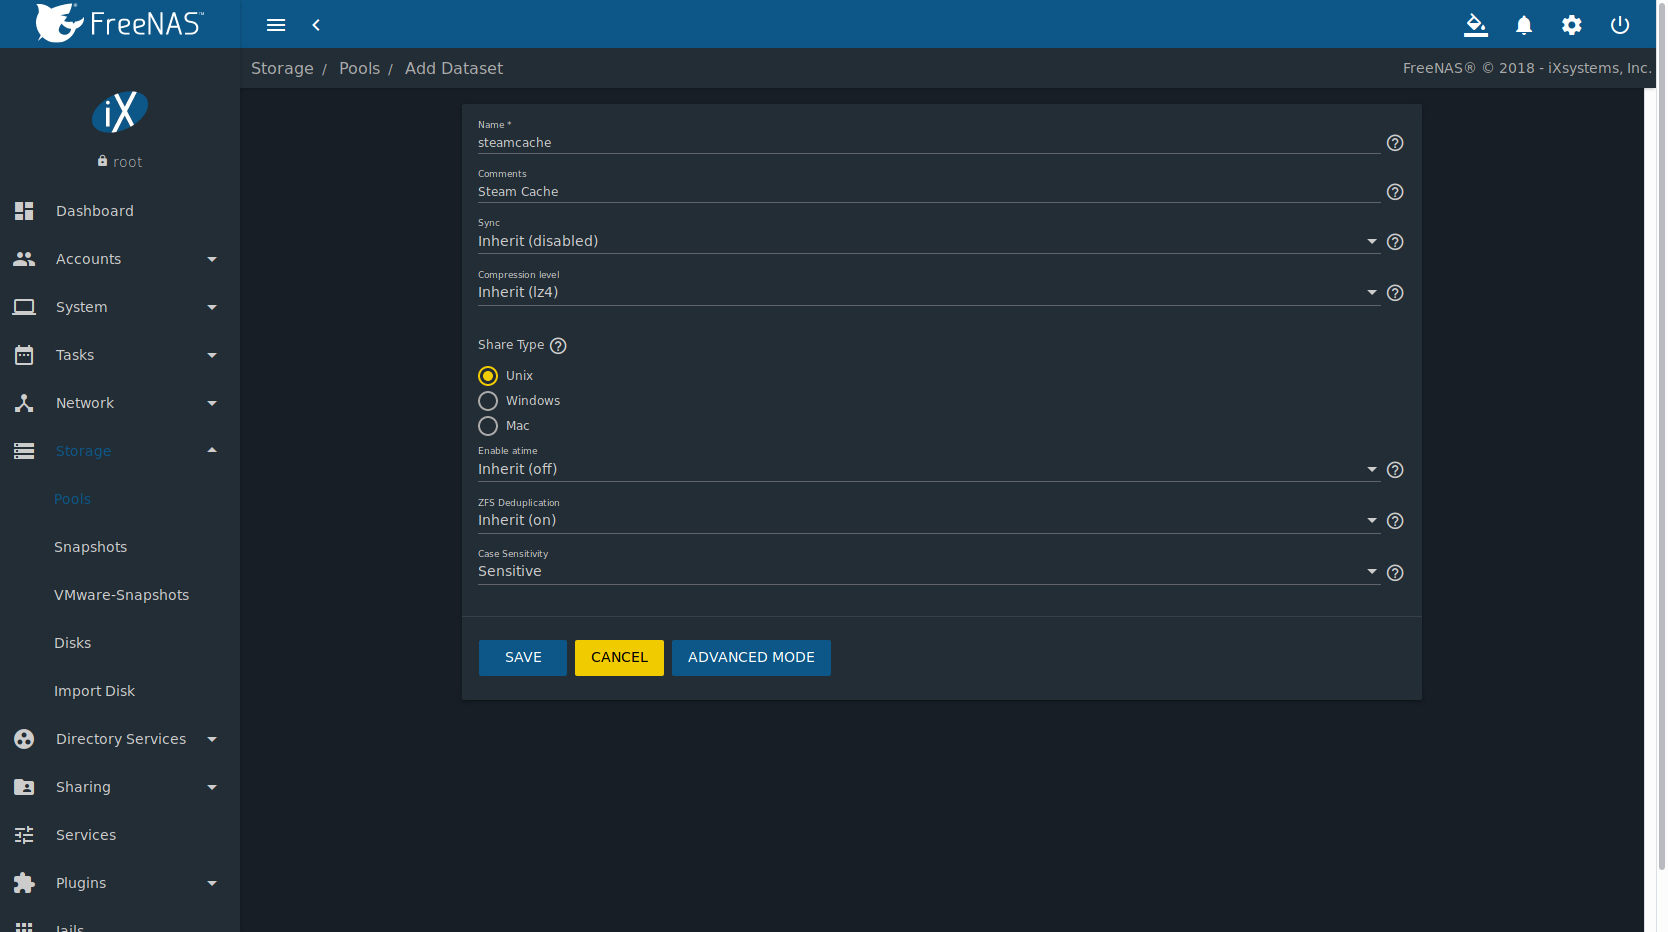 FreeNAS™
Storage / Pools / Add Dataset
FreeNAS® © 2018 - iXsystems, Inc.
iX
root
Dashboard
Accounts
System
Tasks
Network
Storage
Pools
Snapshots
VMware-Snapshots
Disks
Import Disk
Directory Services
Sharing
Services
Plugins
Jails
Name *
steamcache
Comments
Steam Cache
Sync
Inherit (disabled)
Compression level
Inherit (lz4)
Share Type
Unix
Windows
Mac
Enable atime
Inherit (off)
ZFS Deduplication
Inherit (on)
Case Sensitivity
Sensitive
SAVE CANCEL ADVANCED MODE